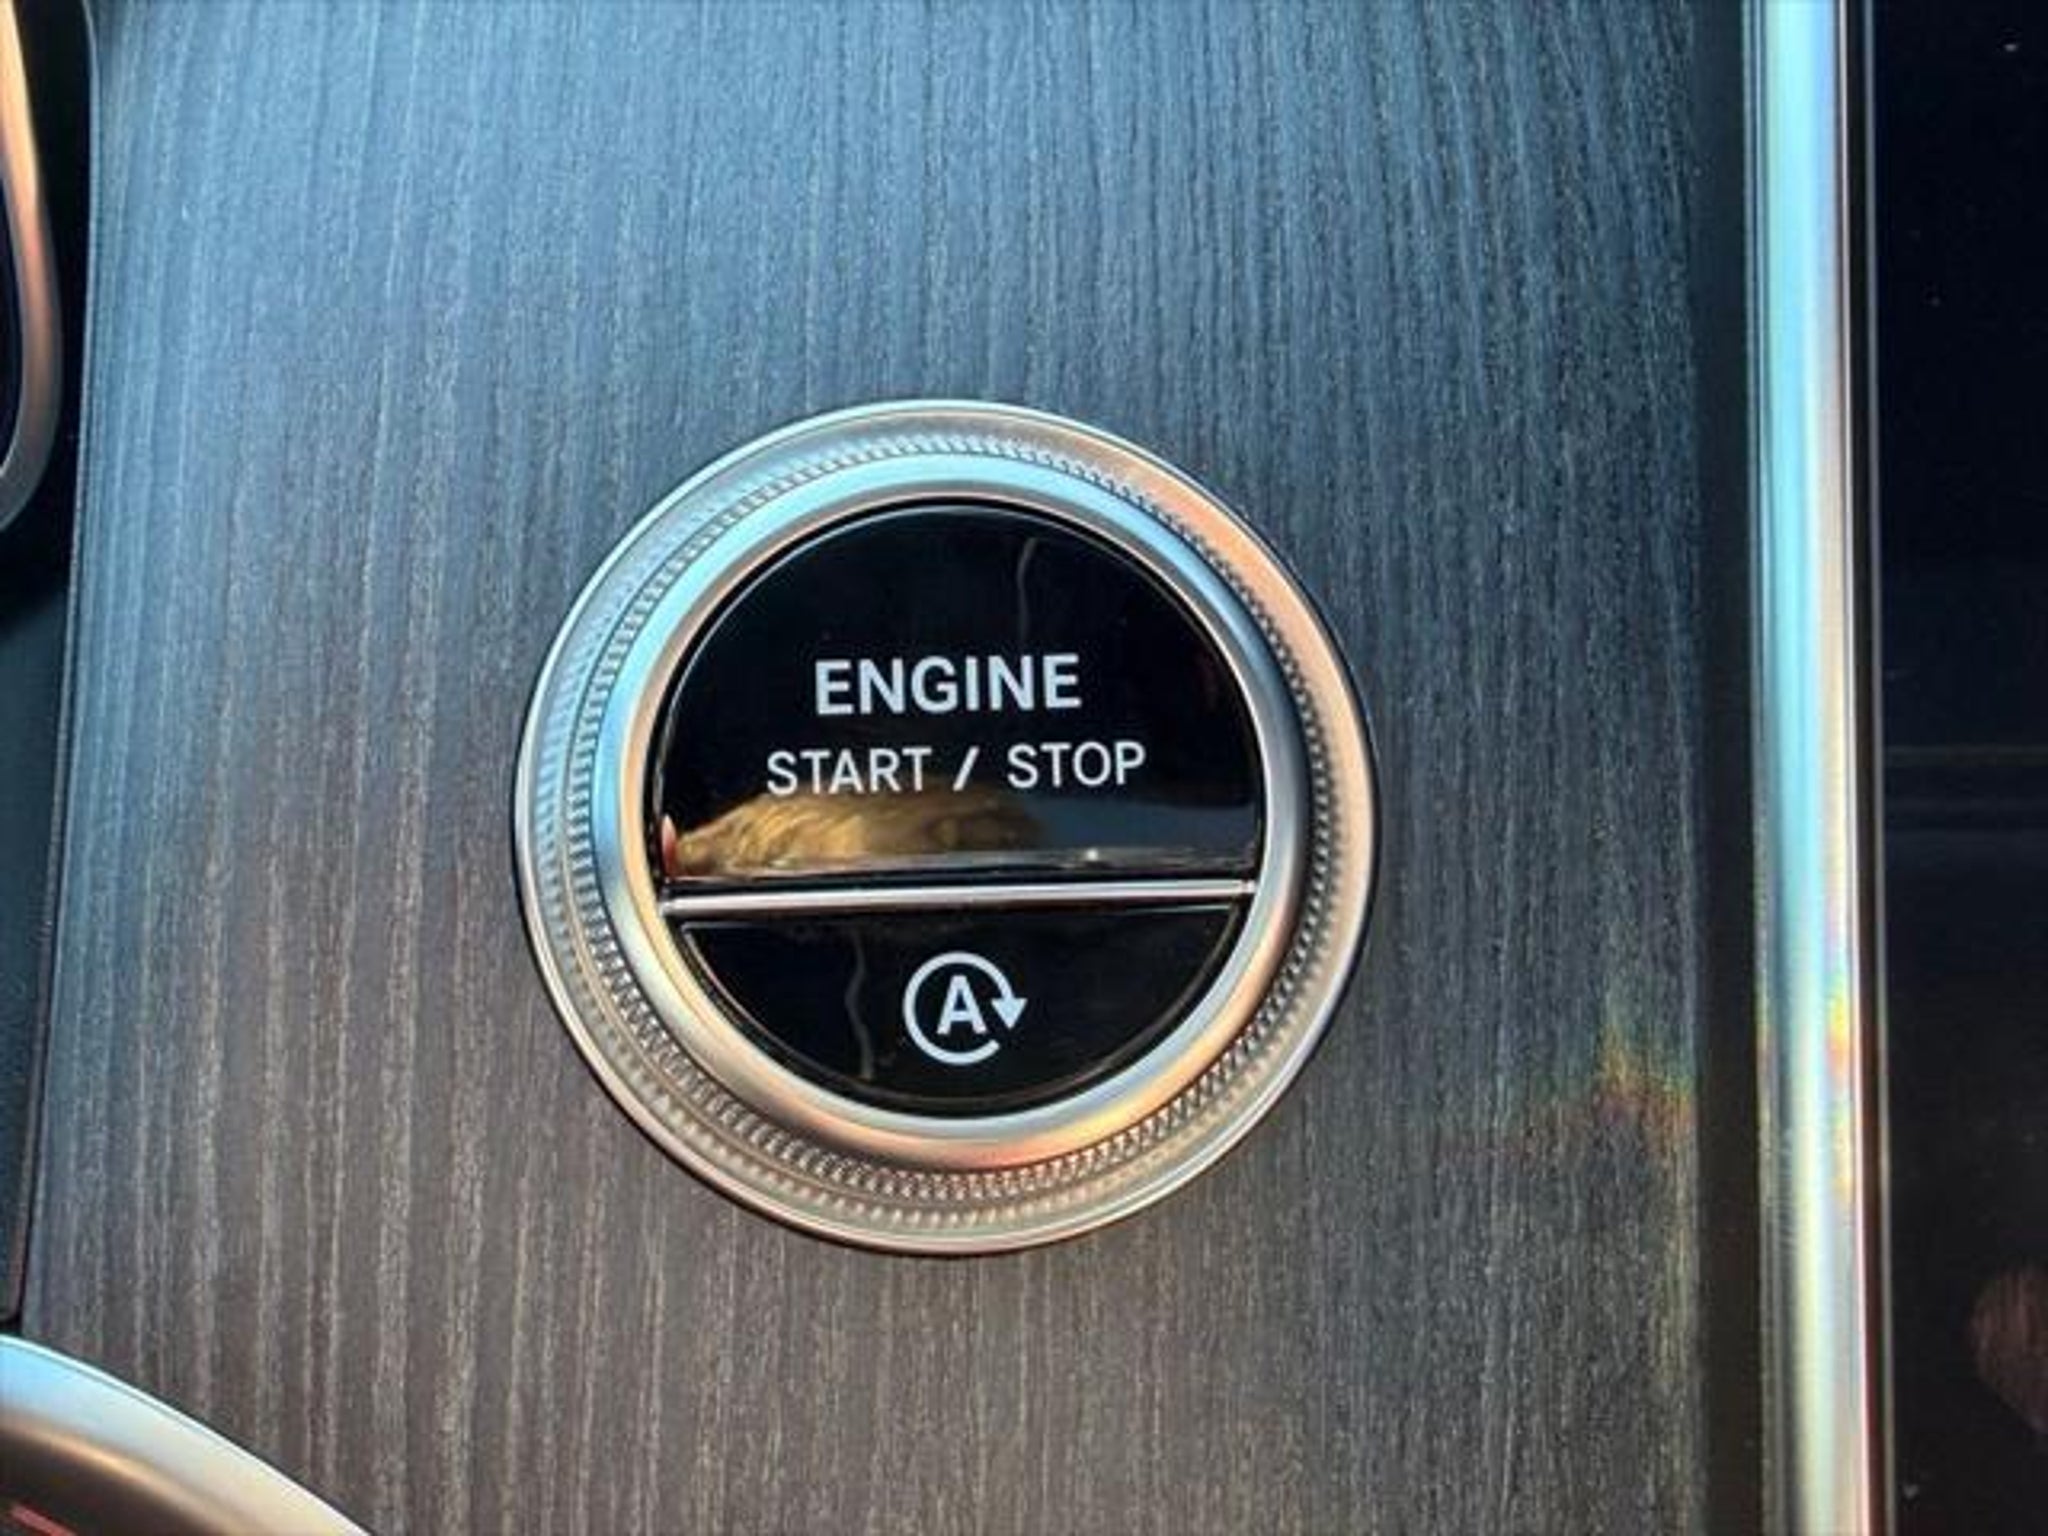 ENGINE
START / STOP
A